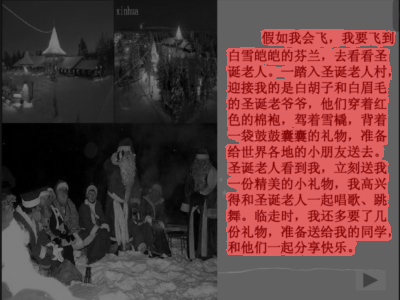 xinhua
假如我会飞，我要飞到
白雪皑皑的芬兰，去看看圣
诞老人。一踏入圣诞老人村，
迎接我的是白胡子和白眉毛
的圣诞老爷爷，他们穿着红
色的棉袍，驾着雪橇，背着
一袋鼓鼓囊囊的礼物，准备
给世界各地的小朋友送去。
圣诞老人看到我，立刻送我
一份精美的小礼物，我高兴
得和圣诞老人一起唱歌、跳
舞。临走时，我还多要了几
份礼物，准备送给我的同学，
和他们一起分享快乐。